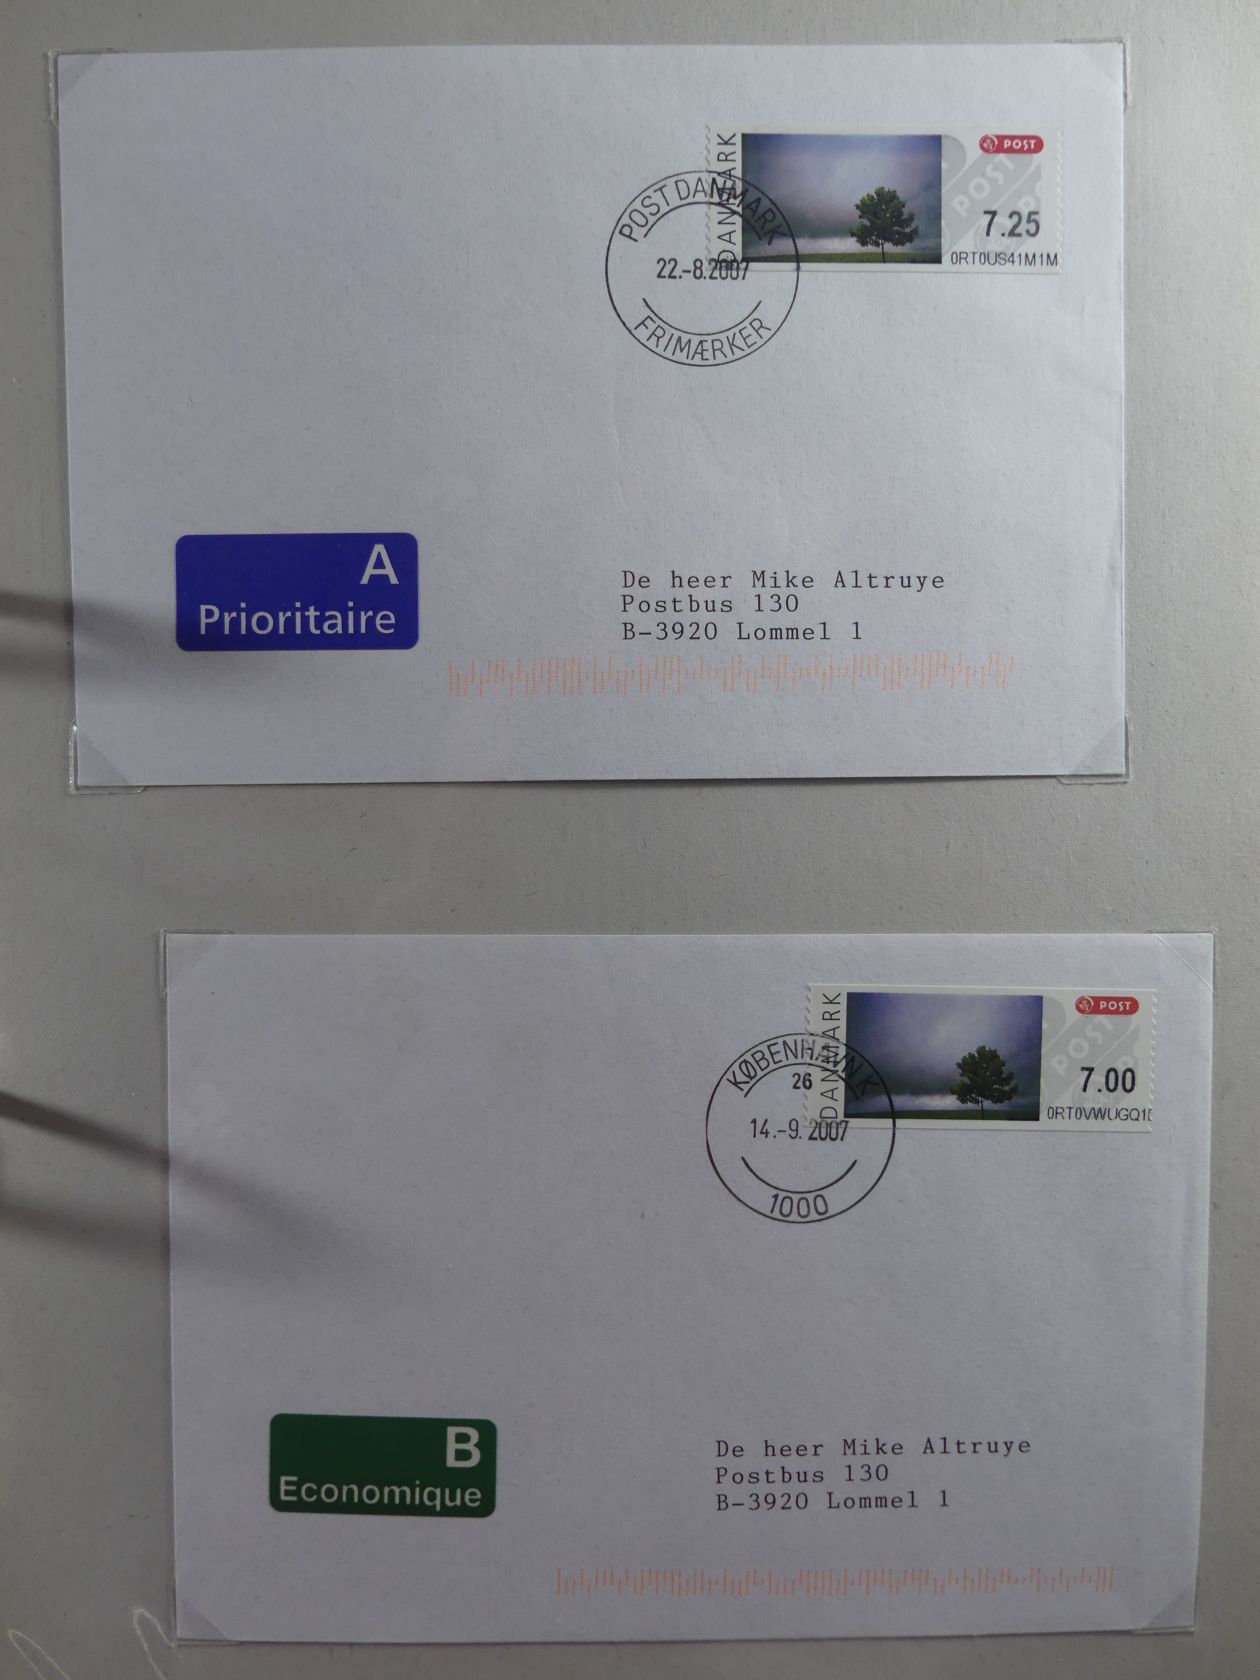 DANMARK
POST
7.25
0RT0US41M1M
POST DANMARK
22.-8.2007
FRIMÆRKER
A
Prioritaire
De heer Mike Altruye
Postbus 130
B-3920 Lommel 1
DANMARK
POST
7.00
0RT0VWUGQ1
KØBENHAVN K
26
14.-9.2007
1000
B
Economique
De heer Mike Altruye
Postbus 130
B-3920 Lommel 1